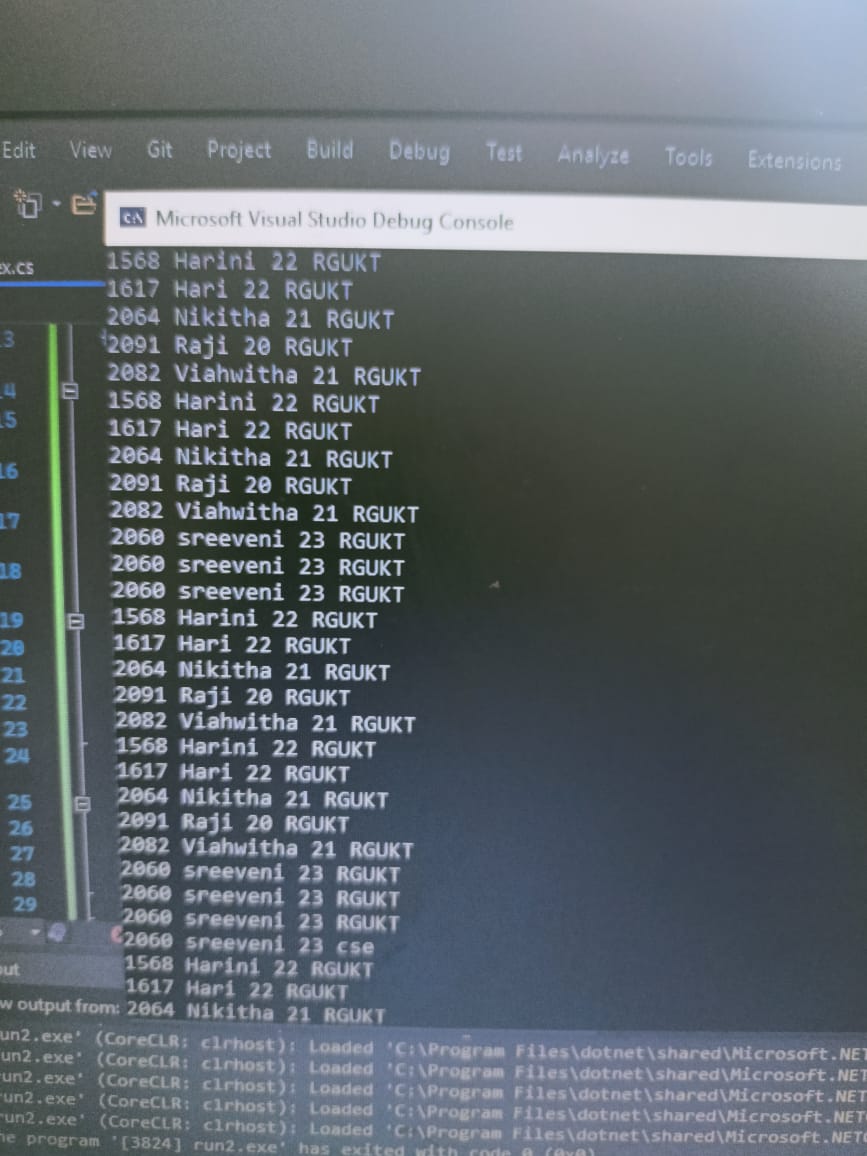 Edit View Git Project Build Debug Test Analyze Tools Extensions
Microsoft Visual Studio Debug Console
ex.cs
1568 Harini 22 RGUKT
1617 Hari 22 RGUKT
13
2064 Nikitha 21 RGUKT
2091 Raji 20 RGUKT
2082 Viahwitha 21 RGUKT
14
1568 Harini 22 RGUKT
15
1617 Hari 22 RGUKT
2064 Nikitha 21 RGUKT
16
2091 Raji 20 RGUKT
2082 Viahwitha 21 RGUKT
17
2060 sreeveni 23 RGUKT
2060 sreeveni 23 RGUKT
18
2060 sreeveni 23 RGUKT
19
1568 Harini 22 RGUKT
20
1617 Hari 22 RGUKT
21
2064 Nikitha 21 RGUKT
22
2091 Raji 20 RGUKT
23
2082 Viahwitha 21 RGUKT
24
1568 Harini 22 RGUKT
1617 Hari 22 RGUKT
25
2064 Nikitha 21 RGUKT
26
2091 Raji 20 RGUKT
27
2082 Viahwitha 21 RGUKT
28
2060 sreeveni 23 RGUKT
29
2060 sreeveni 23 RGUKT
2060 sreeveni 23 RGUKT
2060 sreeveni 23 cse
1568 Harini 22 RGUKT
put
1617 Hari 22 RGUKT
w output from:
2064 Nikitha 21 RGUKT
un2.exe' (CoreCLR: clrhost): Loaded 'C:\Program Files\dotnet\shared\Microsoft.NET
un2.exe' (CoreCLR: clrhost): Loaded 'C:\Program Files\dotnet\shared\Microsoft.NET
un2.exe' (CoreCLR: clrhost): Loaded 'C:\Program Files\dotnet\shared\Microsoft.NET
un2.exe' (CoreCLR: clrhost): Loaded 'C:\Program Files\dotnet\shared\Microsoft.NET
un2.exe' (CoreCLR: clrhost): Loaded 'C:\Program Files\dotnet\shared\Microsoft.NET
he program '[3824] run2.exe' has exited with code 0 (0x0)